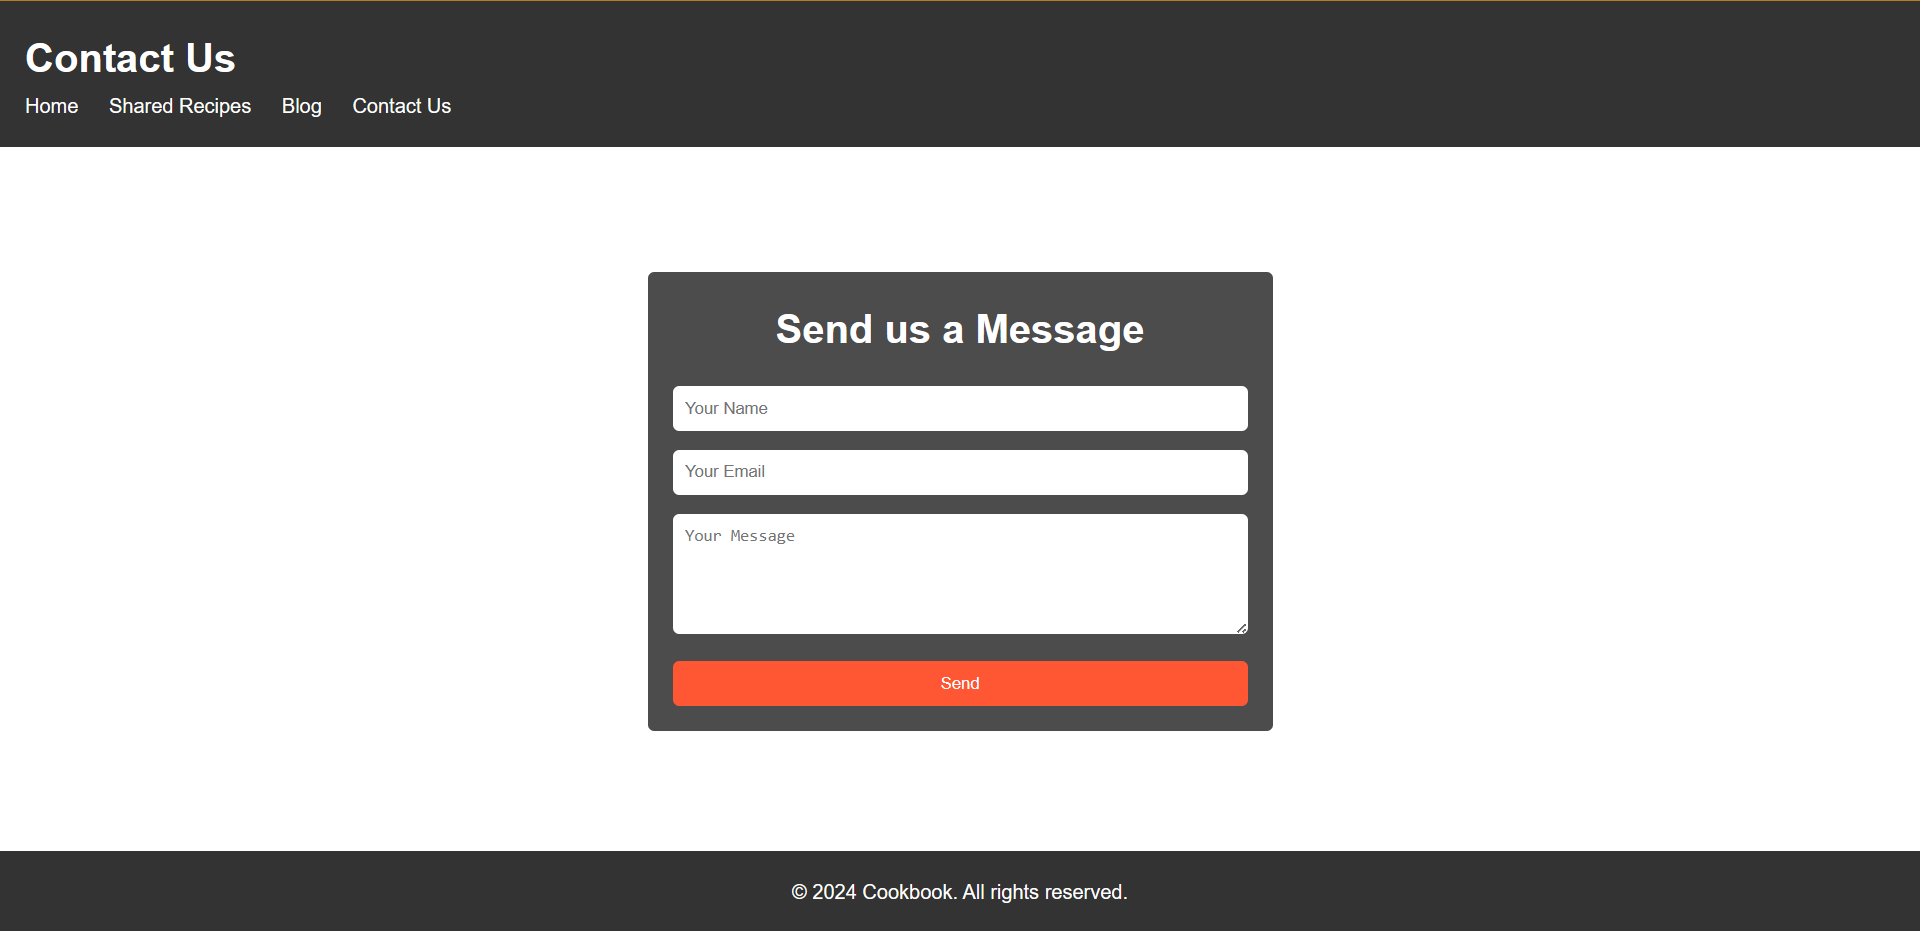 Contact Us
Home Shared Recipes Blog Contact Us
Send us a Message
Your Name
Your Email
Your Message
Send
© 2024 Cookbook. All rights reserved.